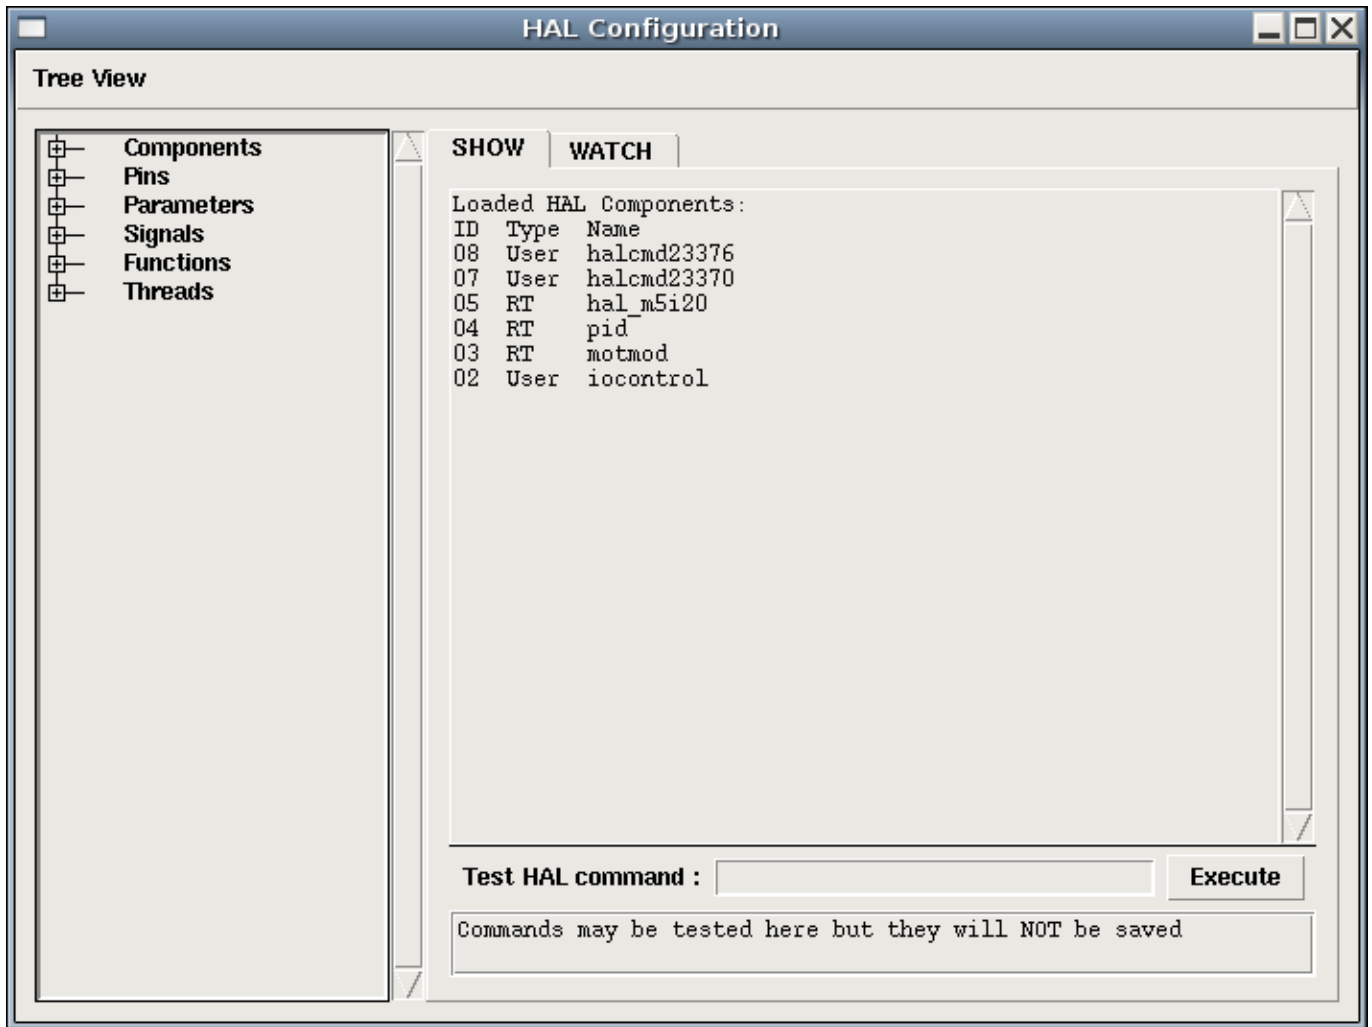 HAL Configuration
Tree View
Components
Pins
Parameters
Signals
Functions
Threads
SHOW WATCH
Loaded HAL Components:
ID Type Name
08 User halcmd23376
07 User halcmd23370
05 RT hal_m5i20
04 RT pid
03 RT motmod
02 User iocontrol
Test HAL command : Execute
Commands may be tested here but they will NOT be saved